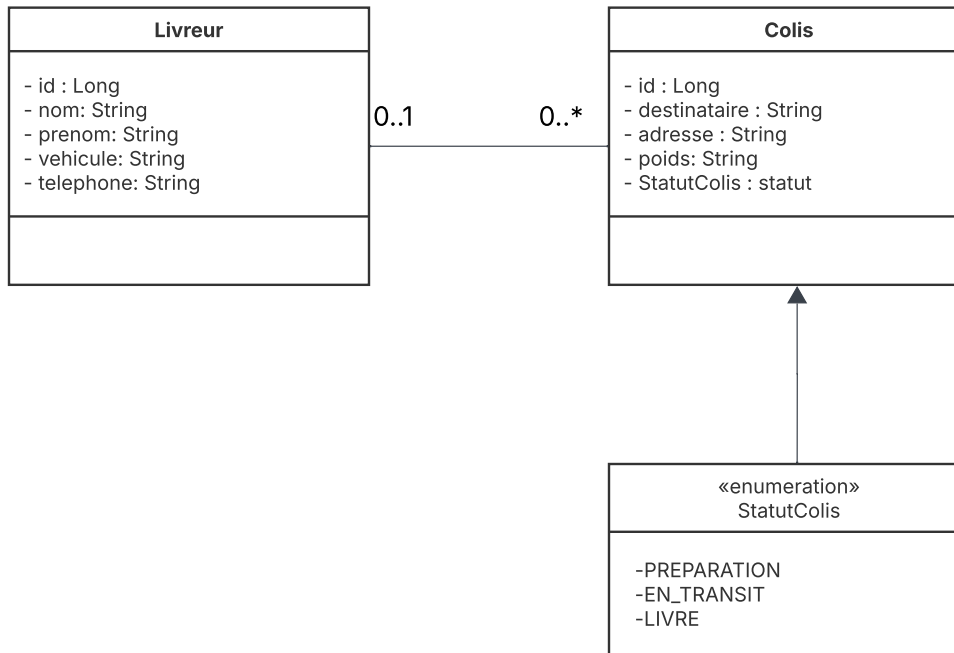 Livreur
- id : Long
- nom: String
- prenom: String
- vehicule: String
- telephone: String
0..1
0..*
Colis
- id : Long
- destinataire : String
- adresse : String
- poids: String
- StatutColis : statut
«enumeration»
StatutColis
-PREPARATION
-EN_TRANSIT
-LIVRE